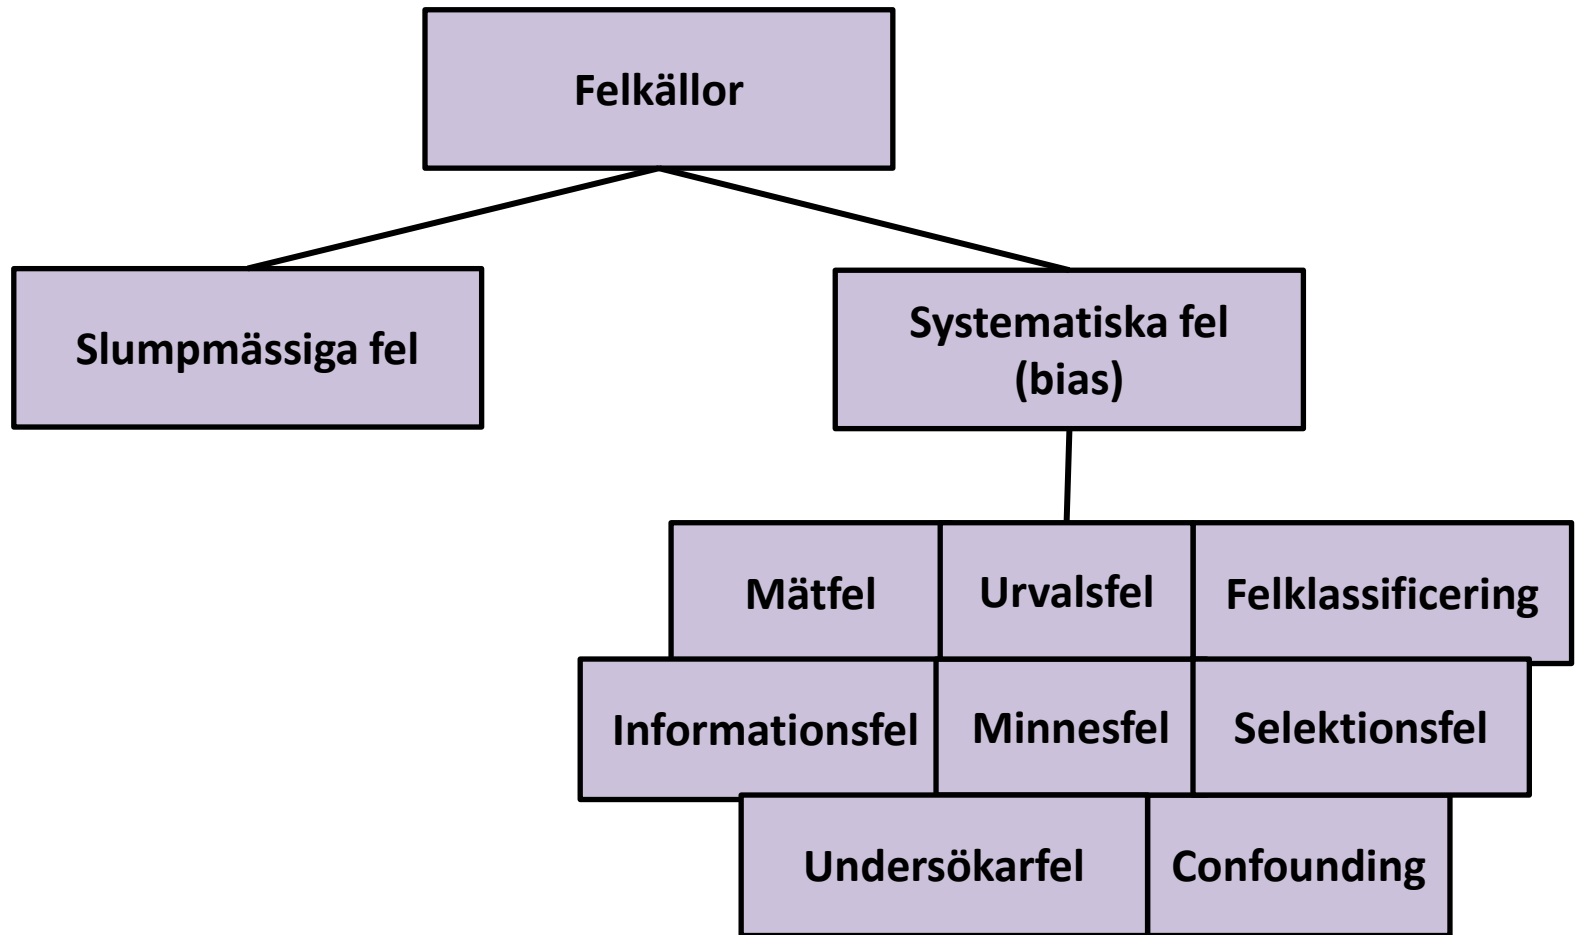 Felkällor
Slumpmässiga fel
Systematiska fel
(bias)
Mätfel
Urvalsfel
Felklassificering
Informationsfel
Minnesfel
Selektionsfel
Undersökarfel
Confounding